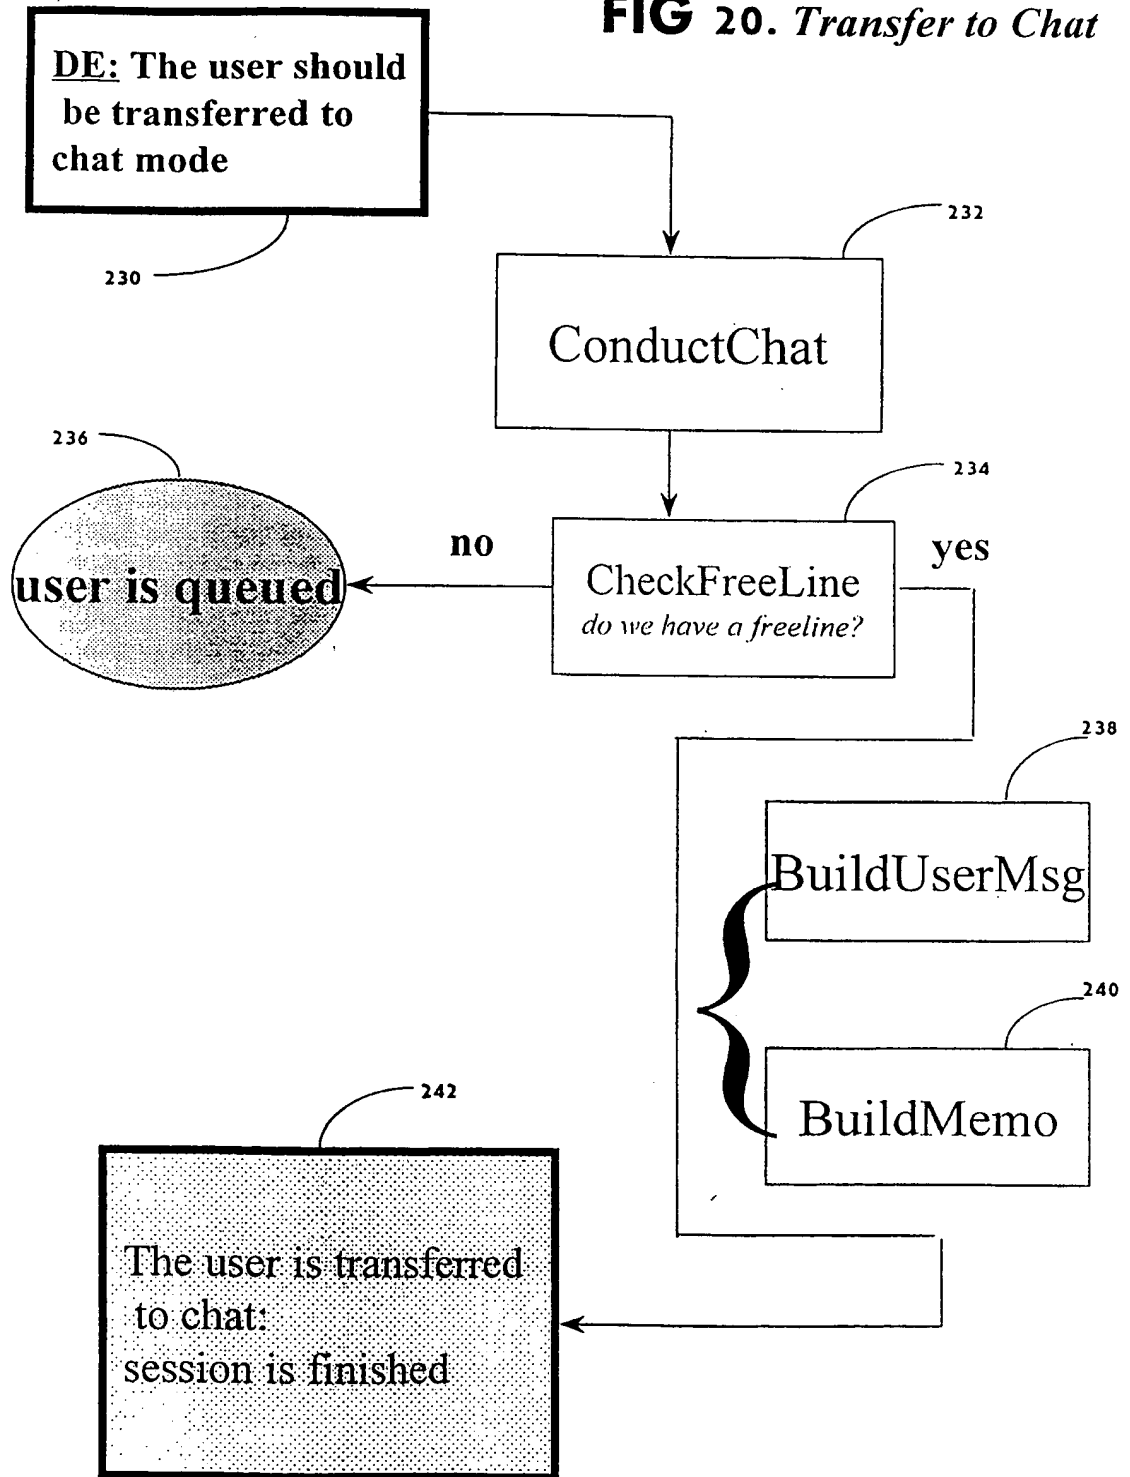 FIG 20. Transfer to Chat
DE: The user should
be transferred to
chat mode
230
232
ConductChat
236
234
no
yes
user is queued
CheckFreeLine
do we have a freeline?
238
BuildUserMsg
240
BuildMemo
242
The user is transferred
to chat:
session is finished